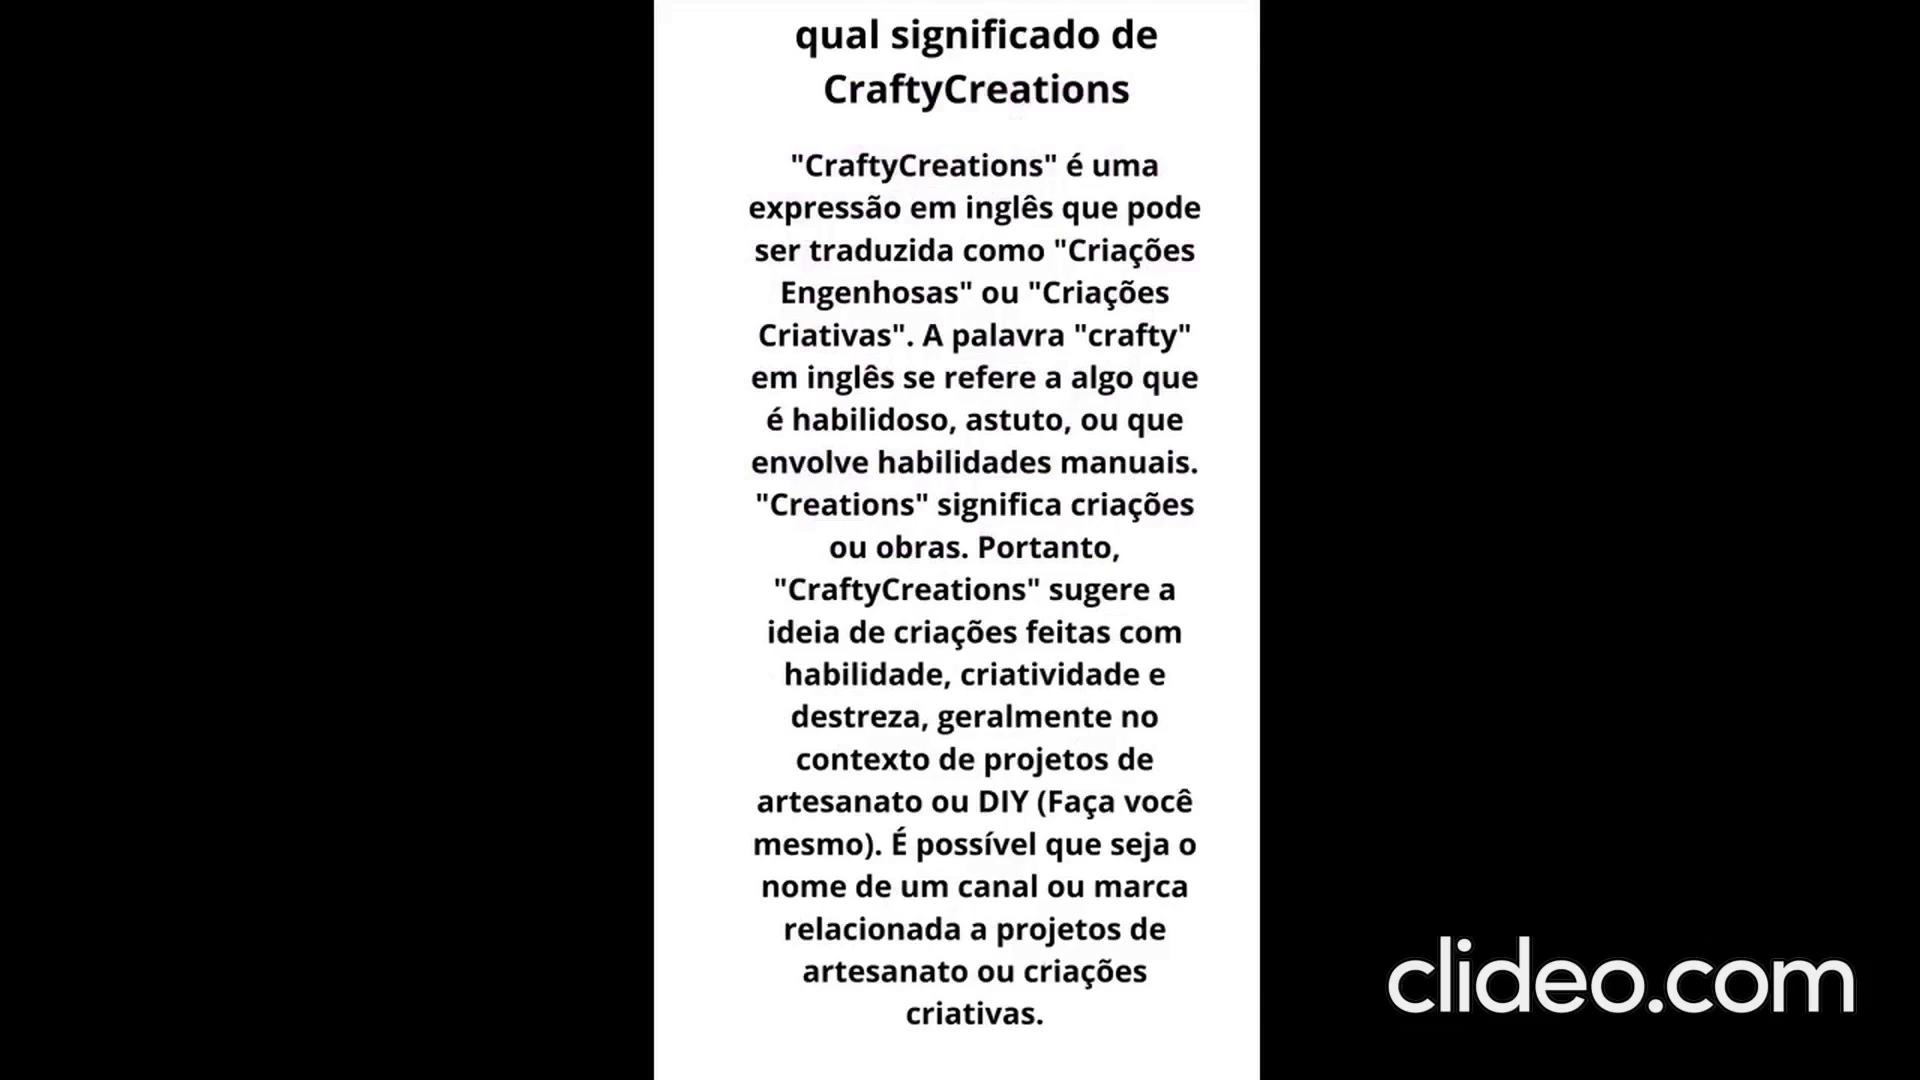 qual significado de
CraftyCreations
"CraftyCreations" é uma
expressão em inglês que pode
ser traduzida como "Criações
Engenhosas" ou "Criações
Criativas". A palavra "crafty"
em inglês se refere a algo que
é habilidoso, astuto, ou que
envolve habilidades manuais.
"Creations" significa criações
ou obras. Portanto,
"CraftyCreations" sugere a
ideia de criações feitas com
habilidade, criatividade e
destreza, geralmente no
contexto de projetos de
artesanato ou DIY (Faça você
mesmo). É possível que seja o
nome de um canal ou marca
relacionada a projetos de
artesanato ou criações
criativas.
clideo.com